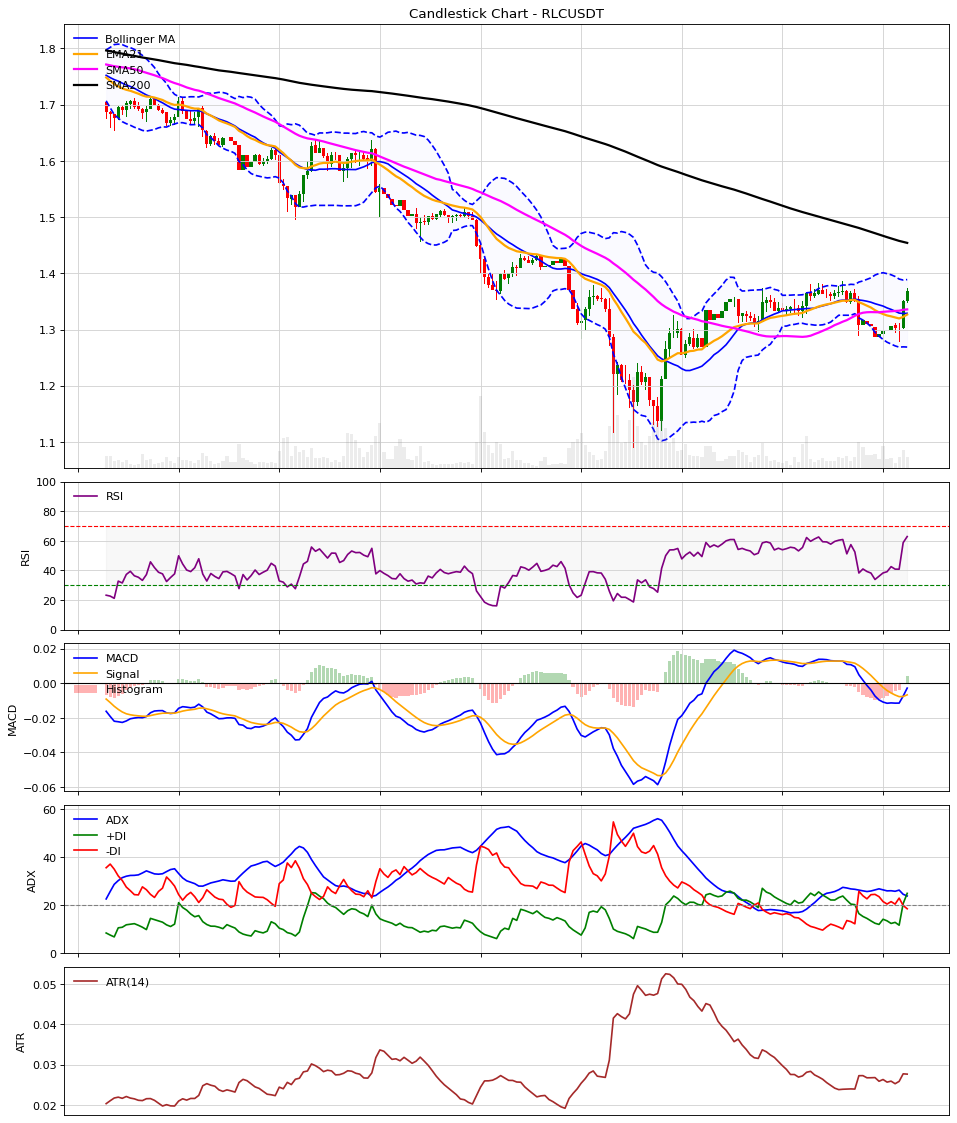 Candlestick Chart - RLCUSDT
Bollinger MA
EMA21
SMA50
SMA200
1.8
1.7
1.6
1.5
1.4
1.3
1.2
1.1
RSI
100
80
60
40
20
0
RSI
MACD
Signal
Histogram
0.02
0.00
−0.02
−0.04
−0.06
MACD
ADX
+DI
-DI
60
40
20
0
ADX
ATR(14)
0.05
0.04
0.03
0.02
ATR